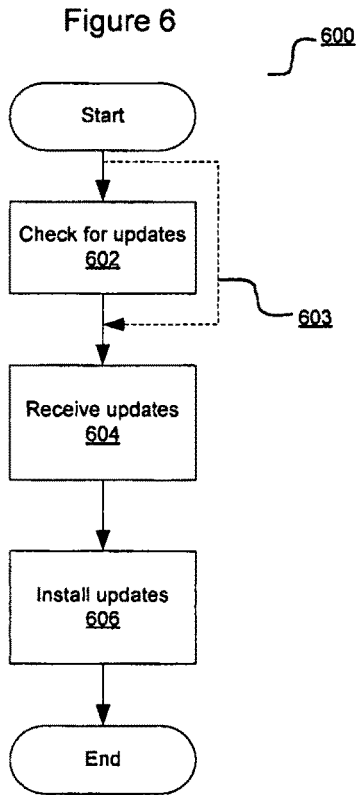 Figure 6
600
Start
Check for updates
602
603
Receive updates
604
Install updates
606
End